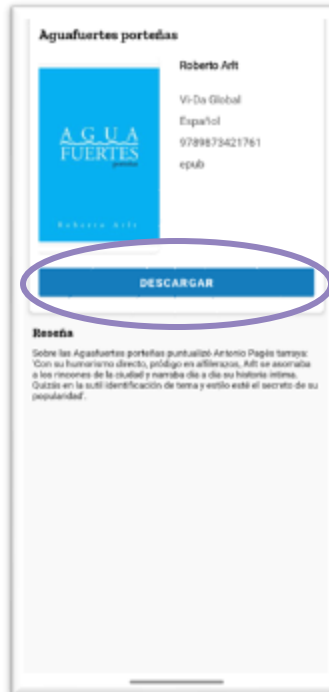 Aguafuertes porteñas
Roberto Arlt
Vi-Da Global
Español
9789873421761
epub
AGUA
FUERTES
porteñas
Roberto Arlt
DESCARGAR
Reseña
Sobre las Aguafuertes porteñas puntualizó Antonio Pagés
'Con su humorismo directo, pródigo en alfilerazos, Arlt se asomaba
a los rincones de la ciudad y narraba día a día su historia íntima.
Quizás en la sutil identificación de tema y estilo esté el secreto de su
popularidad'.